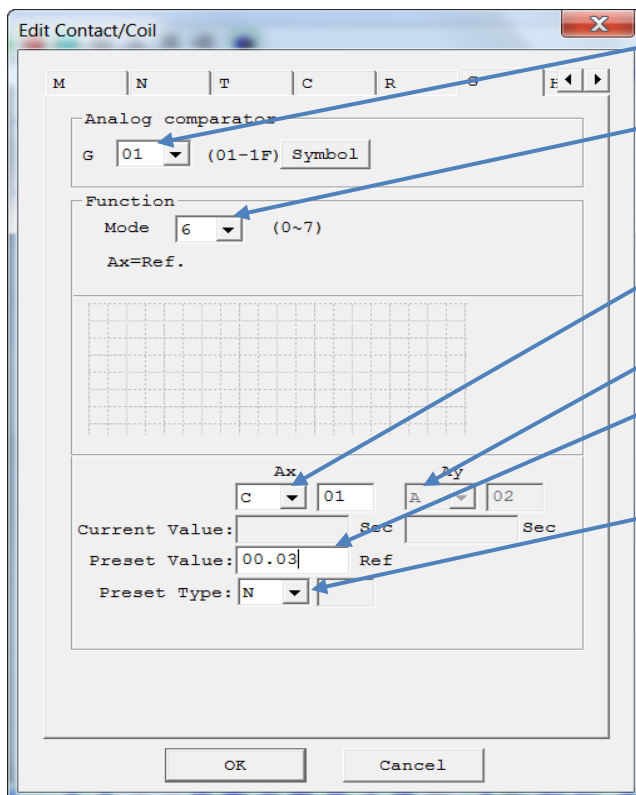 Edit Contact/Coil
M N T C R G
Analog comparator
G 01 (01-1F) Symbol
Function
Mode 6 (0~7)
Ax=Ref.
Ax Ay
C 01 A 02
Current Value: Sec Sec
Preset Value: 00.03 Ref
Preset Type: N
OK Cancel